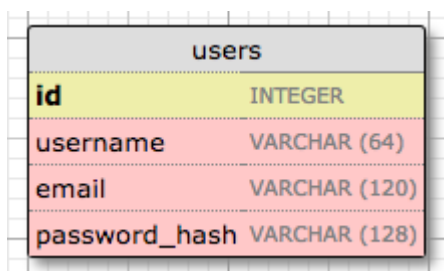 users
id INTEGER
username VARCHAR (64)
email VARCHAR (120)
password_hash VARCHAR (128)